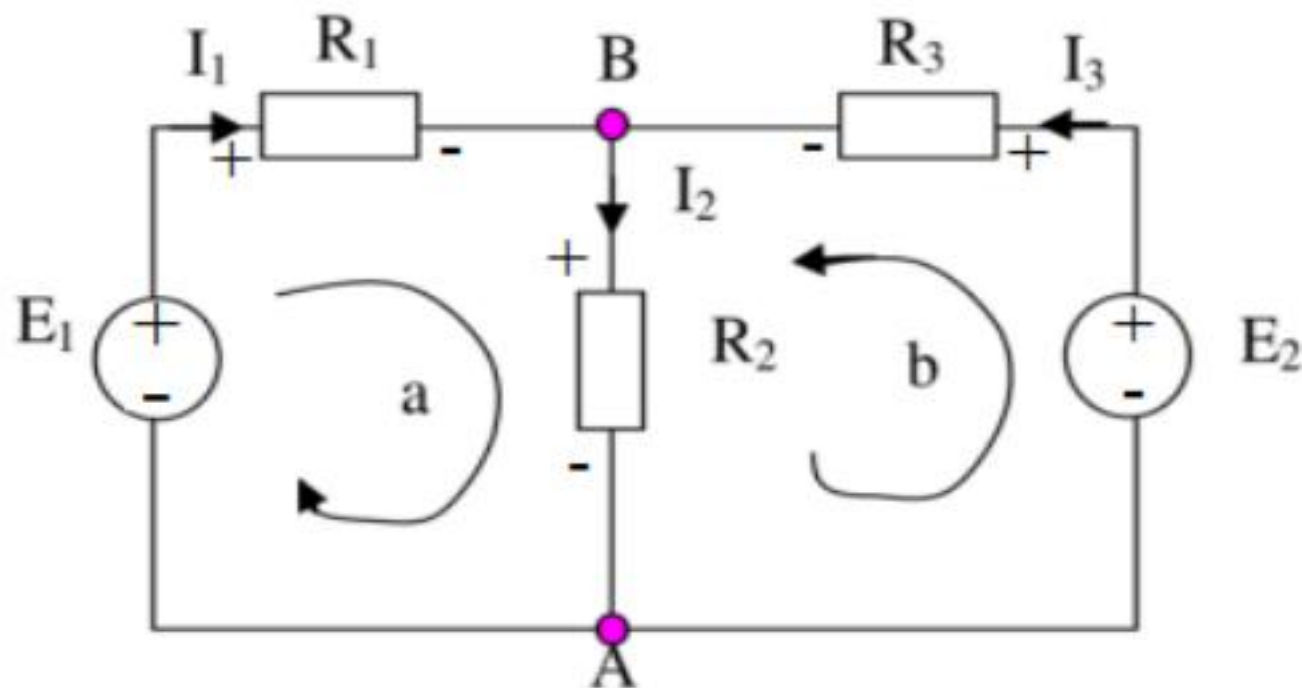 I₁ R₁ B R₃ I₃
+ - - +
I₂
+
E₁ + - a R₂ b + - E₂
-
A